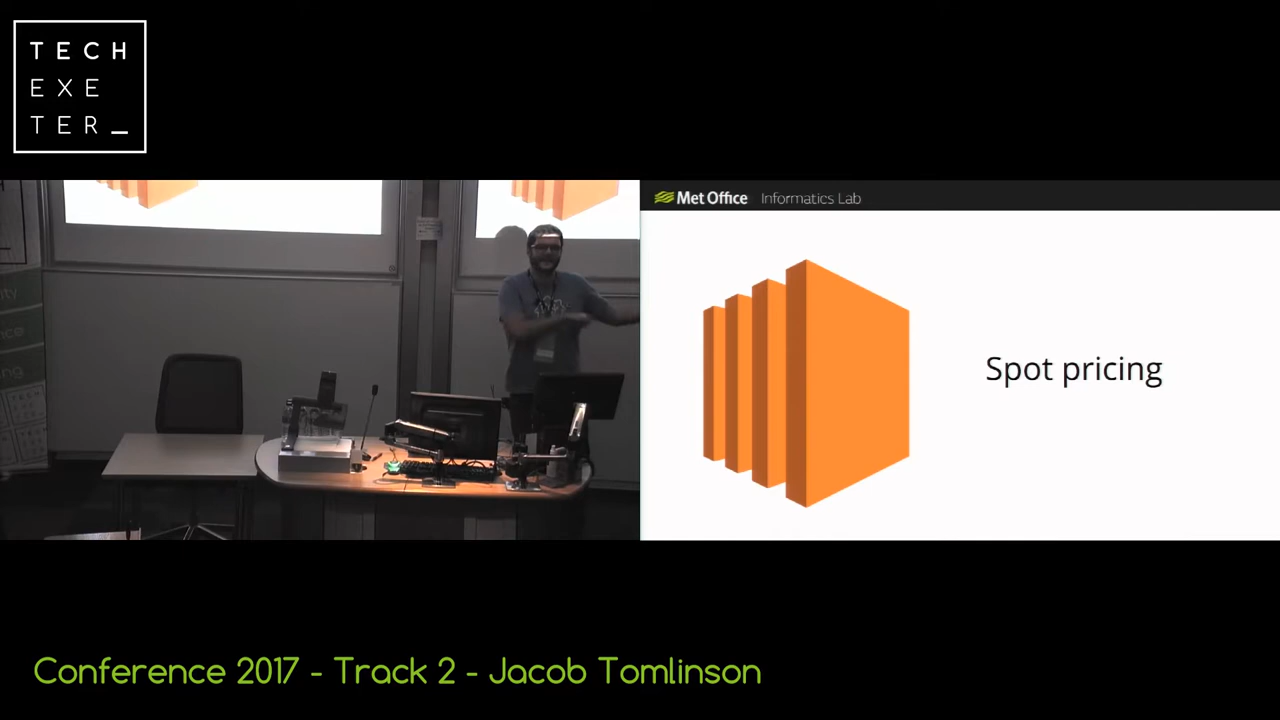 TECH
EXE
TER_
Met Office Informatics Lab
Spot pricing
Conference 2017 - Track 2 - Jacob Tomlinson